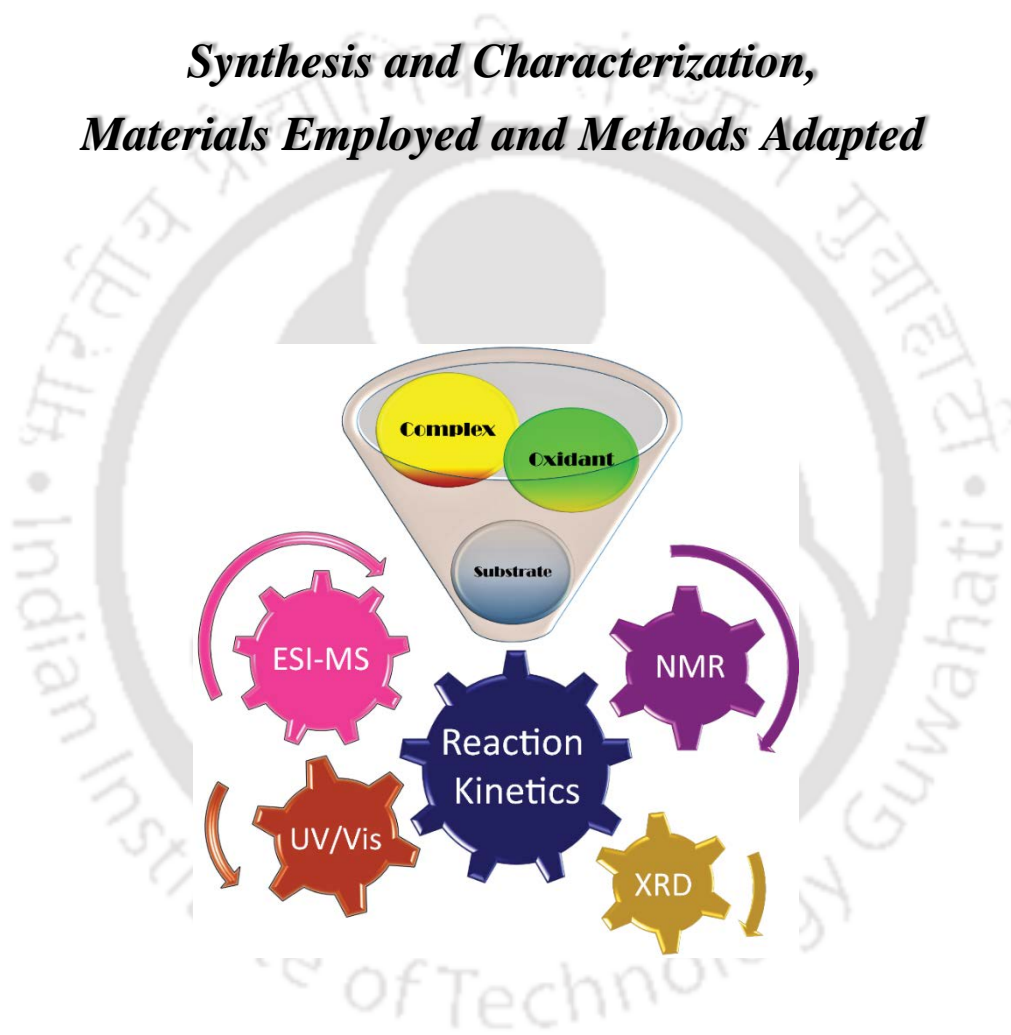 Synthesis and Characterization,
Materials Employed and Methods Adapted
Complex
Oxidant
Substrate
ESI-MS
NMR
Reaction
Kinetics
UV/Vis
XRD
भारतीय प्रौद्योगिकी संस्थान गुवाहाटी
Indian Institute of Technology Guwahati